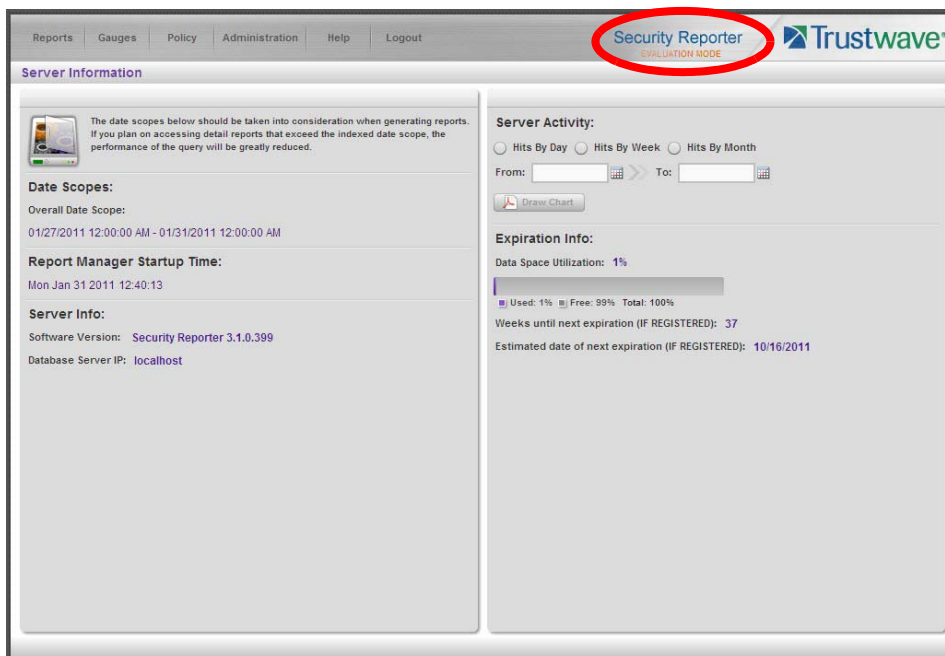 Reports Gauges Policy Administration Help Logout
Security Reporter
EVALUATION MODE
Trustwave®
Server Information
The date scopes below should be taken into consideration when generating reports.
If you plan on accessing detail reports that exceed the indexed date scope, the
performance of the query will be greatly reduced.
Date Scopes:
Overall Date Scope:
01/27/2011 12:00:00 AM - 01/31/2011 12:00:00 AM
Report Manager Startup Time:
Mon Jan 31 2011 12:40:13
Server Info:
Software Version: Security Reporter 3.1.0.399
Database Server IP: localhost
Server Activity:
Hits By Day Hits By Week Hits By Month
From: To:
Draw Chart
Expiration Info:
Data Space Utilization: 1%
Used: 1% Free: 99% Total: 100%
Weeks until next expiration (IF REGISTERED): 37
Estimated date of next expiration (IF REGISTERED): 10/16/2011